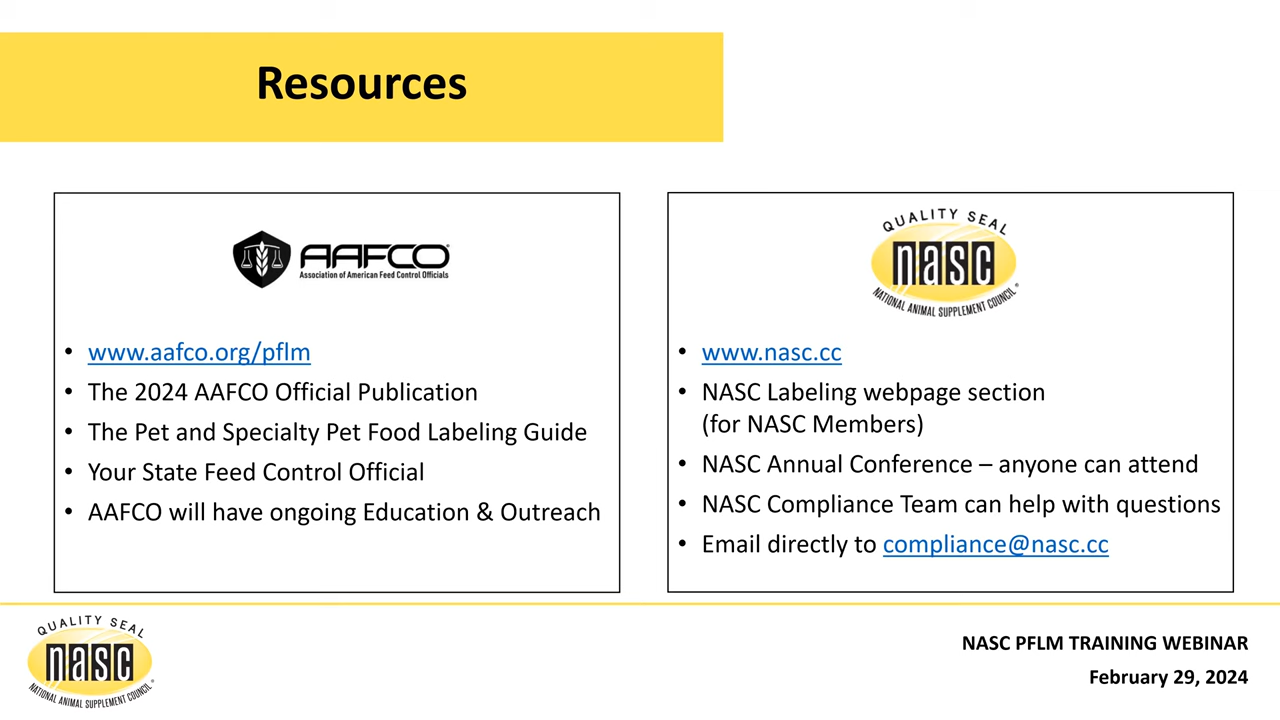 Resources
AAFCO®
Association of American Feed Control Officials
• www.aafco.org/pflm
• The 2024 AAFCO Official Publication
• The Pet and Specialty Pet Food Labeling Guide
• Your State Feed Control Official
• AAFCO will have ongoing Education & Outreach
QUALITY SEAL
nasc
NATIONAL ANIMAL SUPPLEMENT COUNCIL®
• www.nasc.cc
• NASC Labeling webpage section
(for NASC Members)
• NASC Annual Conference – anyone can attend
• NASC Compliance Team can help with questions
• Email directly to compliance@nasc.cc
QUALITY SEAL
nasc
NATIONAL ANIMAL SUPPLEMENT COUNCIL®
NASC PFLM TRAINING WEBINAR
February 29, 2024